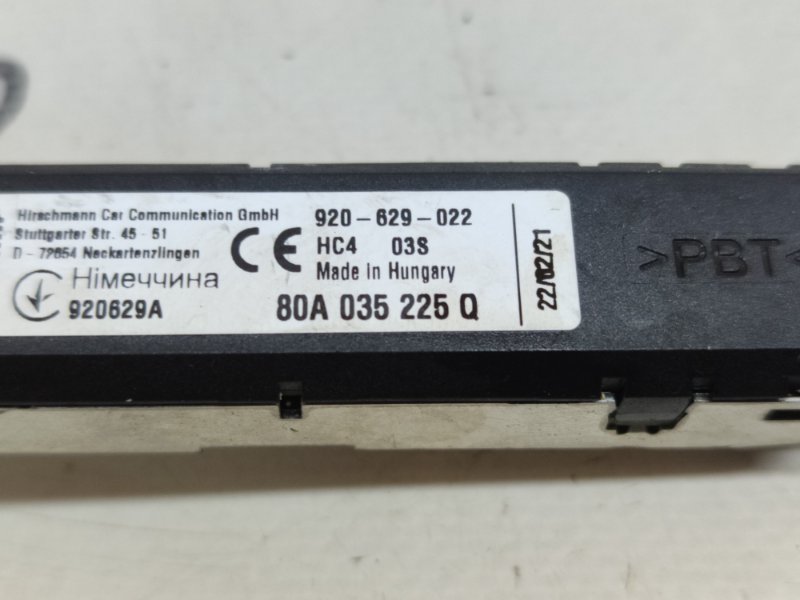 Hirschmann Car Communication GmbH
Stuttgarter Str. 45 - 51
D - 72654 Neckartenzlingen
CE
920-629-022
HC4 03S
Made in Hungary
Німеччина
920629A
80A 035 225 Q
22/02/21
>PBT<